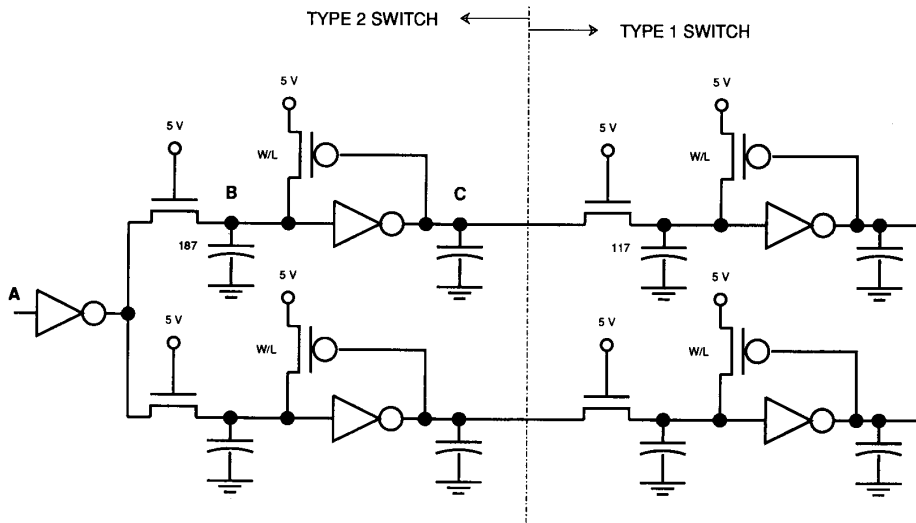 TYPE 2 SWITCH
TYPE 1 SWITCH
5 V
5 V
5 V
5 V
W/L
W/L
B
C
187
117
A
5 V
5 V
5 V
5 V
W/L
W/L